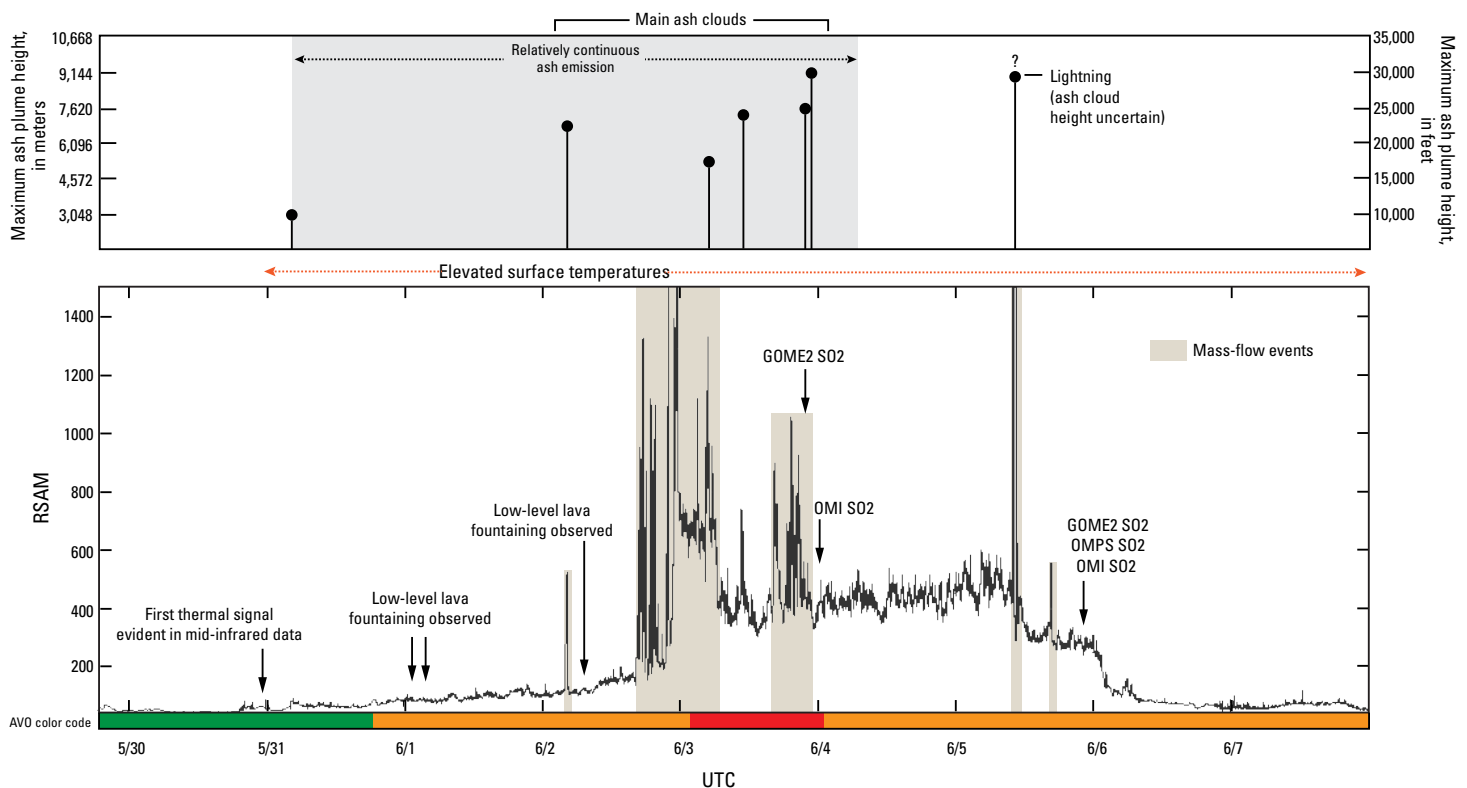 Main ash clouds
Maximum ash plume height,
in meters
10,668
9,144
7,620
6,096
4,572
3,048
Relatively continuous
ash emission
?
Lightning
(ash cloud
height uncertain)
35,000
30,000
25,000
20,000
15,000
10,000
Maximum ash plume height,
in feet
Elevated surface temperatures
RSAM
1400
1200
1000
800
600
400
200
Mass-flow events
GOME2 SO2
OMI SO2
Low-level lava
fountaining observed
GOME2 SO2
OMPS SO2
OMI SO2
Low-level lava
fountaining observed
First thermal signal
evident in mid-infrared data
AVO color code
5/30
5/31
6/1
6/2
6/3
6/4
6/5
6/6
6/7
UTC